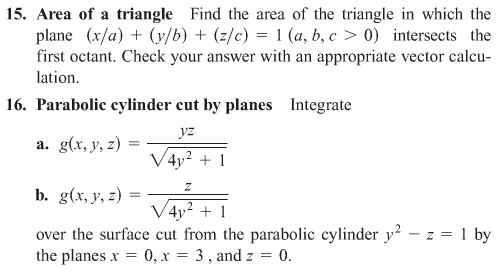 15. Area of a triangle Find the area of the triangle in which the
plane (x/a) + (y/b) + (z/c) = 1 (a, b, c > 0) intersects the
first octant. Check your answer with an appropriate vector calcu-
lation.
16. Parabolic cylinder cut by planes Integrate
a. g(x, y, z) = yz / √(4y² + 1)
b. g(x, y, z) = z / √(4y² + 1)
over the surface cut from the parabolic cylinder y² − z = 1 by
the planes x = 0, x = 3 , and z = 0.